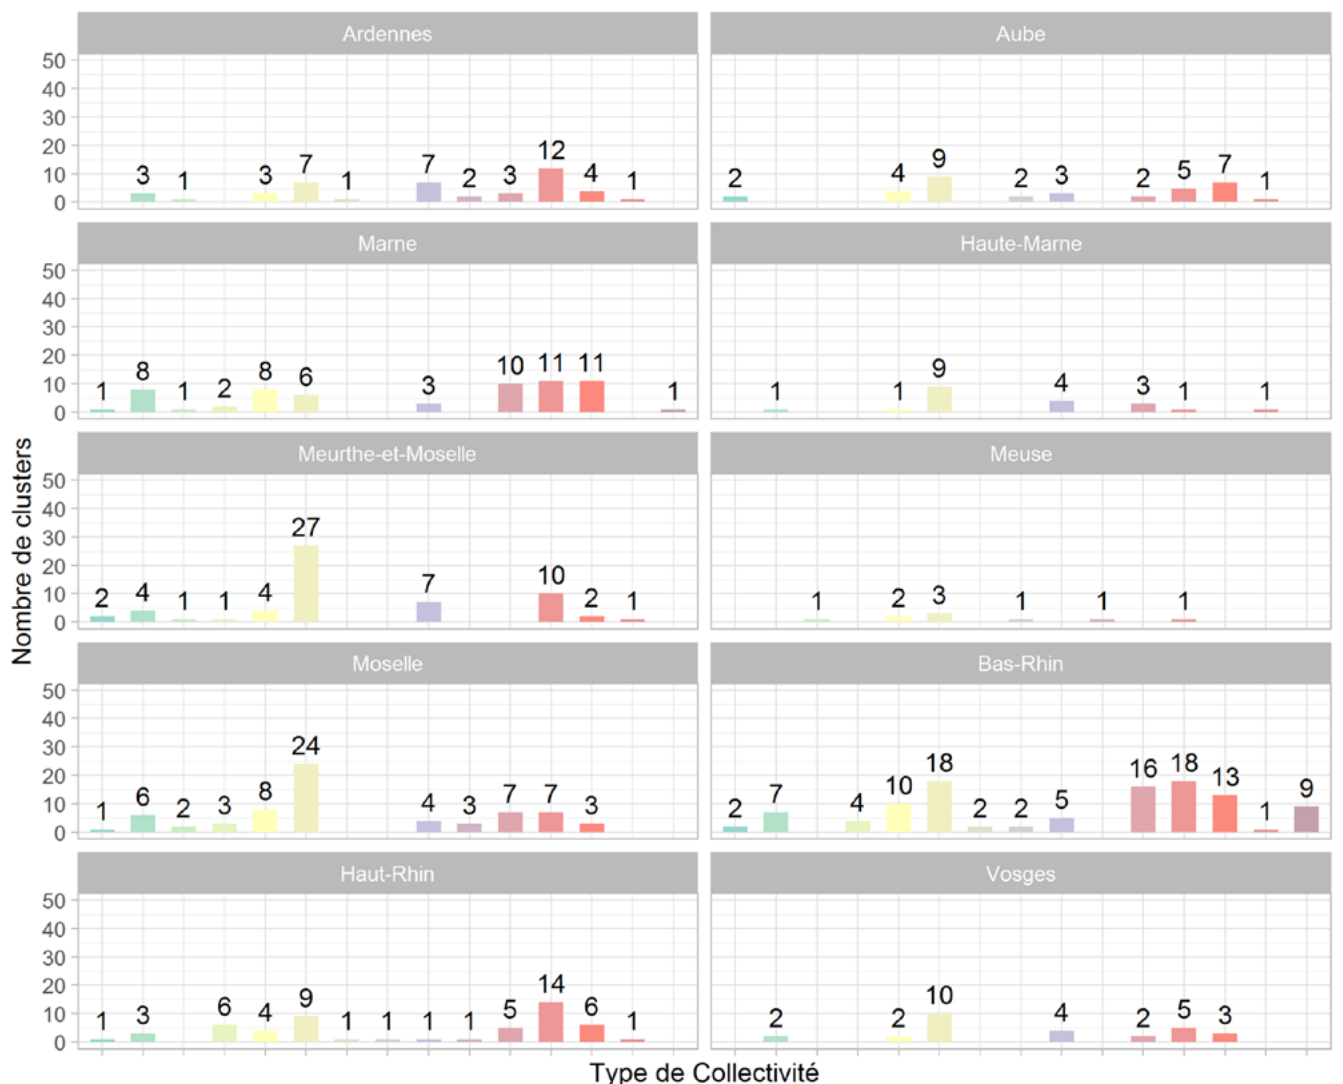 Ardennes
Aube
50
40
30
20
10
0
3 1 3 7 1 7 2 3 12 4 1
2 4 9 2 3 2 5 7 1
Marne
Haute-Marne
50
40
30
20
10
0
1 8 1 2 8 6 3 10 11 11 1
1 1 9 4 3 1 1
Meurthe-et-Moselle
Meuse
50
40
30
20
10
0
2 4 1 1 4 27 7 10 2 1
1 2 3 1 1 1
Moselle
Bas-Rhin
50
40
30
20
10
0
1 6 2 3 8 24 4 3 7 7 3
2 7 4 10 18 2 2 5 16 18 13 1 9
Haut-Rhin
Vosges
50
40
30
20
10
0
1 3 6 4 9 1 1 1 1 5 14 6 1
2 2 10 4 2 5 3
Nombre de clusters
Type de Collectivité